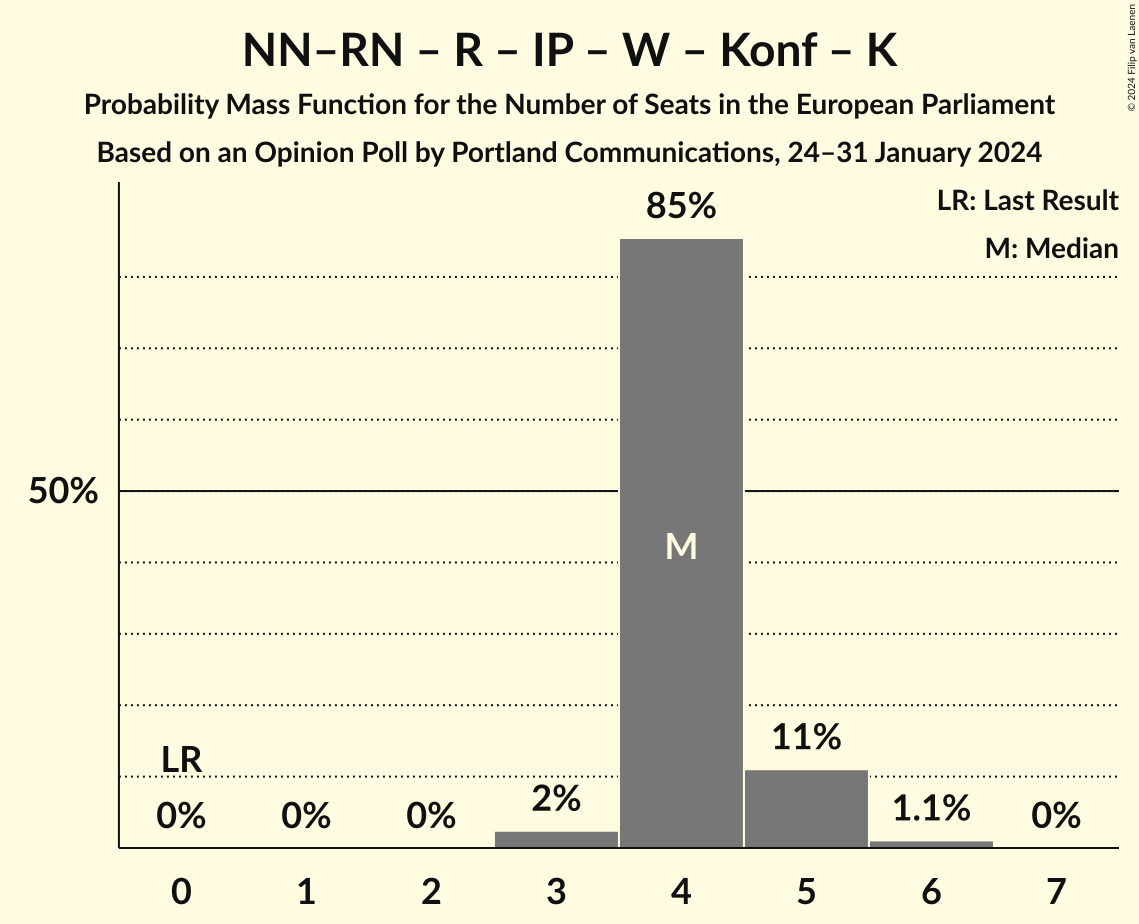 NN–RN – R – IP – W – Konf – K
Probability Mass Function for the Number of Seats in the European Parliament
Based on an Opinion Poll by Portland Communications, 24–31 January 2024
© 2024 Filip van Laenen
LR: Last Result
M: Median
85%
50%
M
LR
11%
0%
0%
0%
2%
1.1%
0%
0
1
2
3
4
5
6
7